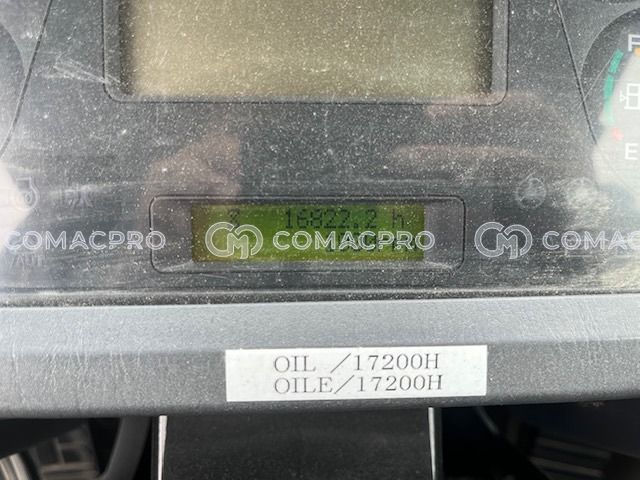 F
E
16822.2 h
COMACPRO COMACPRO COMACPRO
OIL /17200H
OILE/17200H